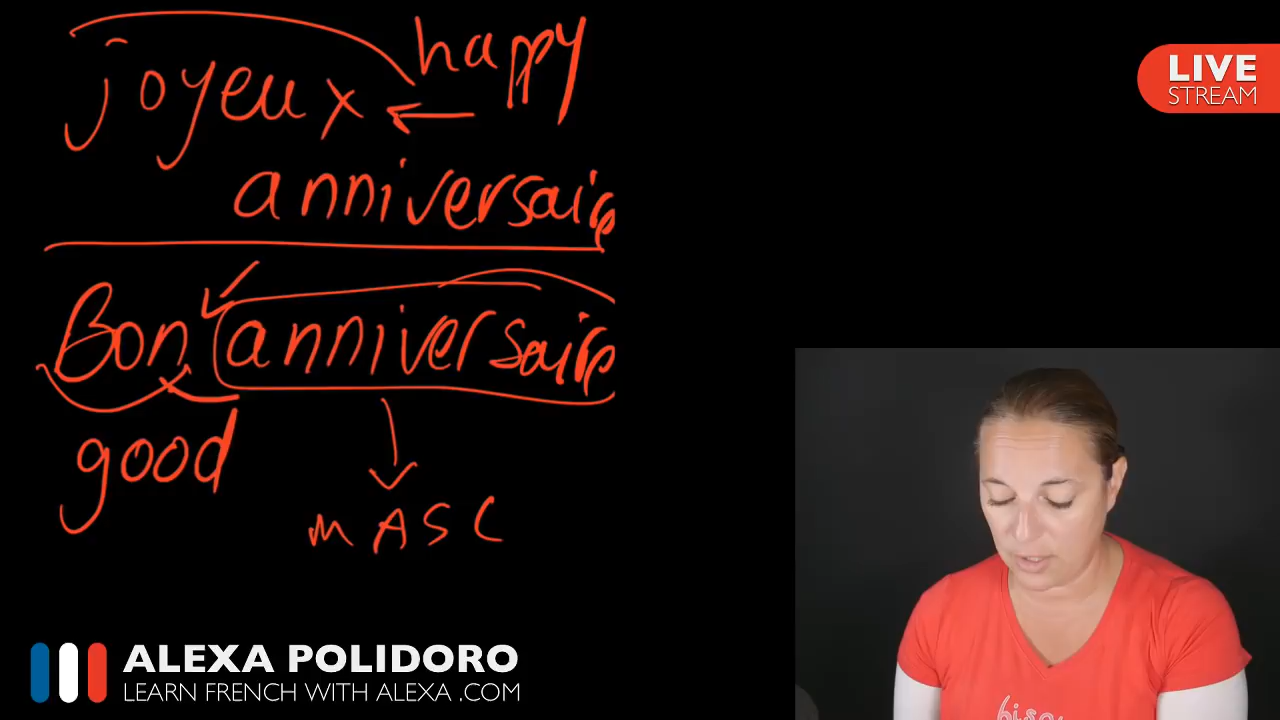 happy
joyeux
anniversaire
Bon anniversaire
good
MASC
LIVE
STREAM
ALEXA POLIDORO
LEARN FRENCH WITH ALEXA .COM